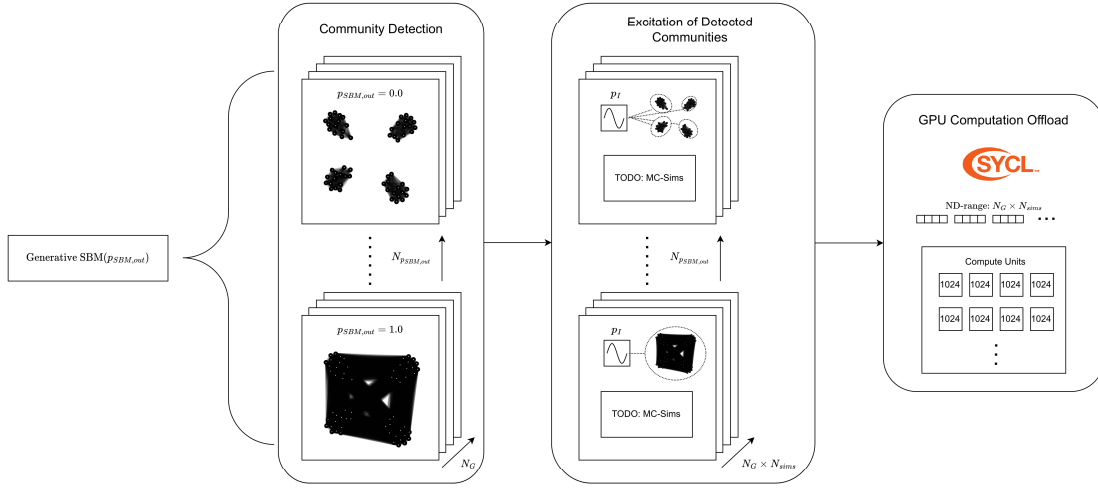 Generative SBM(p_{SBM,out})
Community Detection
p_{SBM,out} = 0.0
N_{p_{SBM,out}}
p_{SBM,out} = 1.0
N_G
Excitation of Detected
Communities
p_I
TODO: MC-Sims
N_{p_{SBM,out}}
p_I
TODO: MC-Sims
N_G × N_{sims}
GPU Computation Offload
SYCL™
ND-range: N_G × N_{sims}
Compute Units
1024 1024 1024 1024
1024 1024 1024 1024